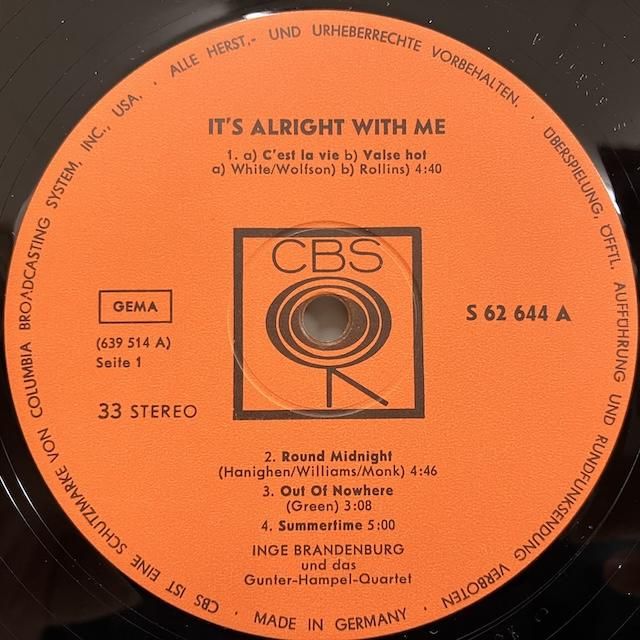 IT'S ALRIGHT WITH ME
1. a) C'est la vie b) Valse hot
a) White/Wolfson) b) Rollins) 4:40
CBS
GEMA
S 62 644 A
(639 514 A)
Seite 1
33 STEREO
2. Round Midnight
(Hanighen/Williams/Monk) 4:46
3. Out Of Nowhere
(Green) 3:08
4. Summertime 5:00
INGE BRANDENBURG
und das
Gunter-Hampel-Quartet
CBS IST EINE SCHUTZMARKE VON COLUMBIA BROADCASTING SYSTEM, INC., USA. · ALLE HERST.- UND URHEBERRECHTE VORBEHALTEN. · ÜBERSPIELUNG, ÖFFTL. AUFFÜHRUNG UND RUNDFUNKSENDUNG VERBOTEN · MADE IN GERMANY ·